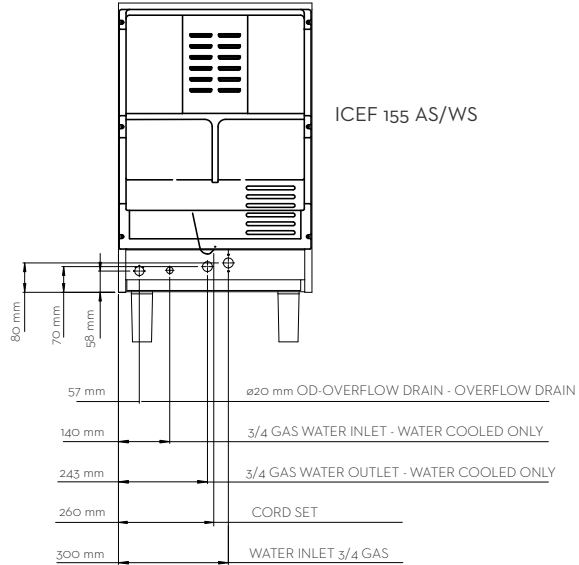 ICEF 155 AS/WS
80 mm
70 mm
58 mm
57 mm ø20 mm OD-OVERFLOW DRAIN - OVERFLOW DRAIN
140 mm 3/4 GAS WATER INLET - WATER COOLED ONLY
243 mm 3/4 GAS WATER OUTLET - WATER COOLED ONLY
260 mm CORD SET
300 mm WATER INLET 3/4 GAS